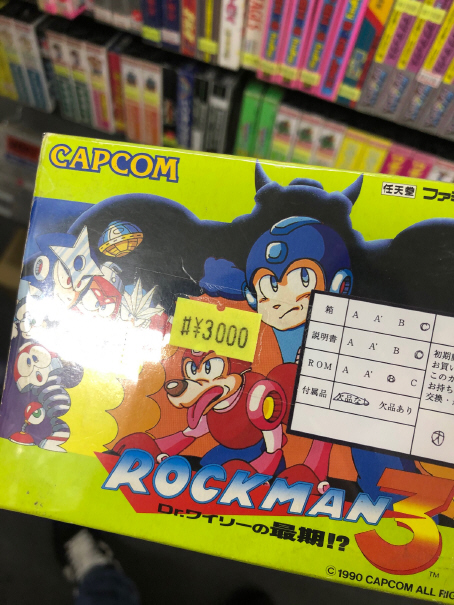 CAPCOM
任天堂 ファミ
#¥3000
箱 A A' B C
説明書 A A' B C
ROM A A' B C
付属品 欠品なし 欠品あり
初期
お買い
このカ
お持ち
交換・
ROCKMAN 3
Dr.ワイリーの最期!?
TM
© 1990 CAPCOM ALL RIG